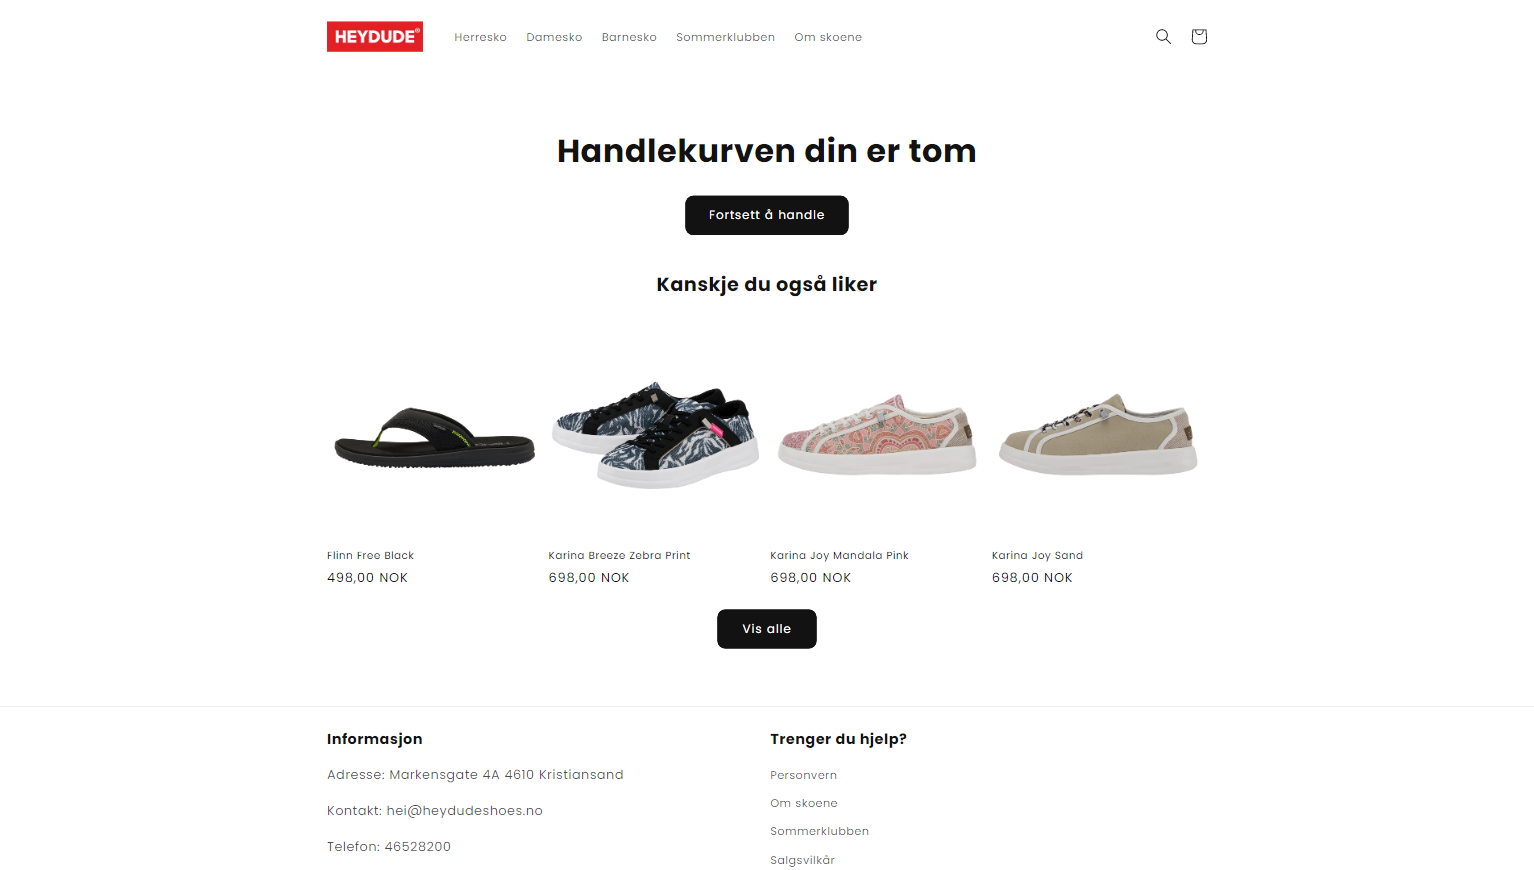 HEYDUDE®
Herresko Damesko Barnesko Sommerklubben Om skoene
Handlekurven din er tom
Fortsett å handle
Kanskje du også liker
Flinn Free Black
498,00 NOK
Karina Breeze Zebra Print
698,00 NOK
Karina Joy Mandala Pink
698,00 NOK
Karina Joy Sand
698,00 NOK
Vis alle
Informasjon
Adresse: Markensgate 4A 4610 Kristiansand
Kontakt: hei@heydudeshoes.no
Telefon: 46528200
Trenger du hjelp?
Personvern
Om skoene
Sommerklubben
Salgsvilkår